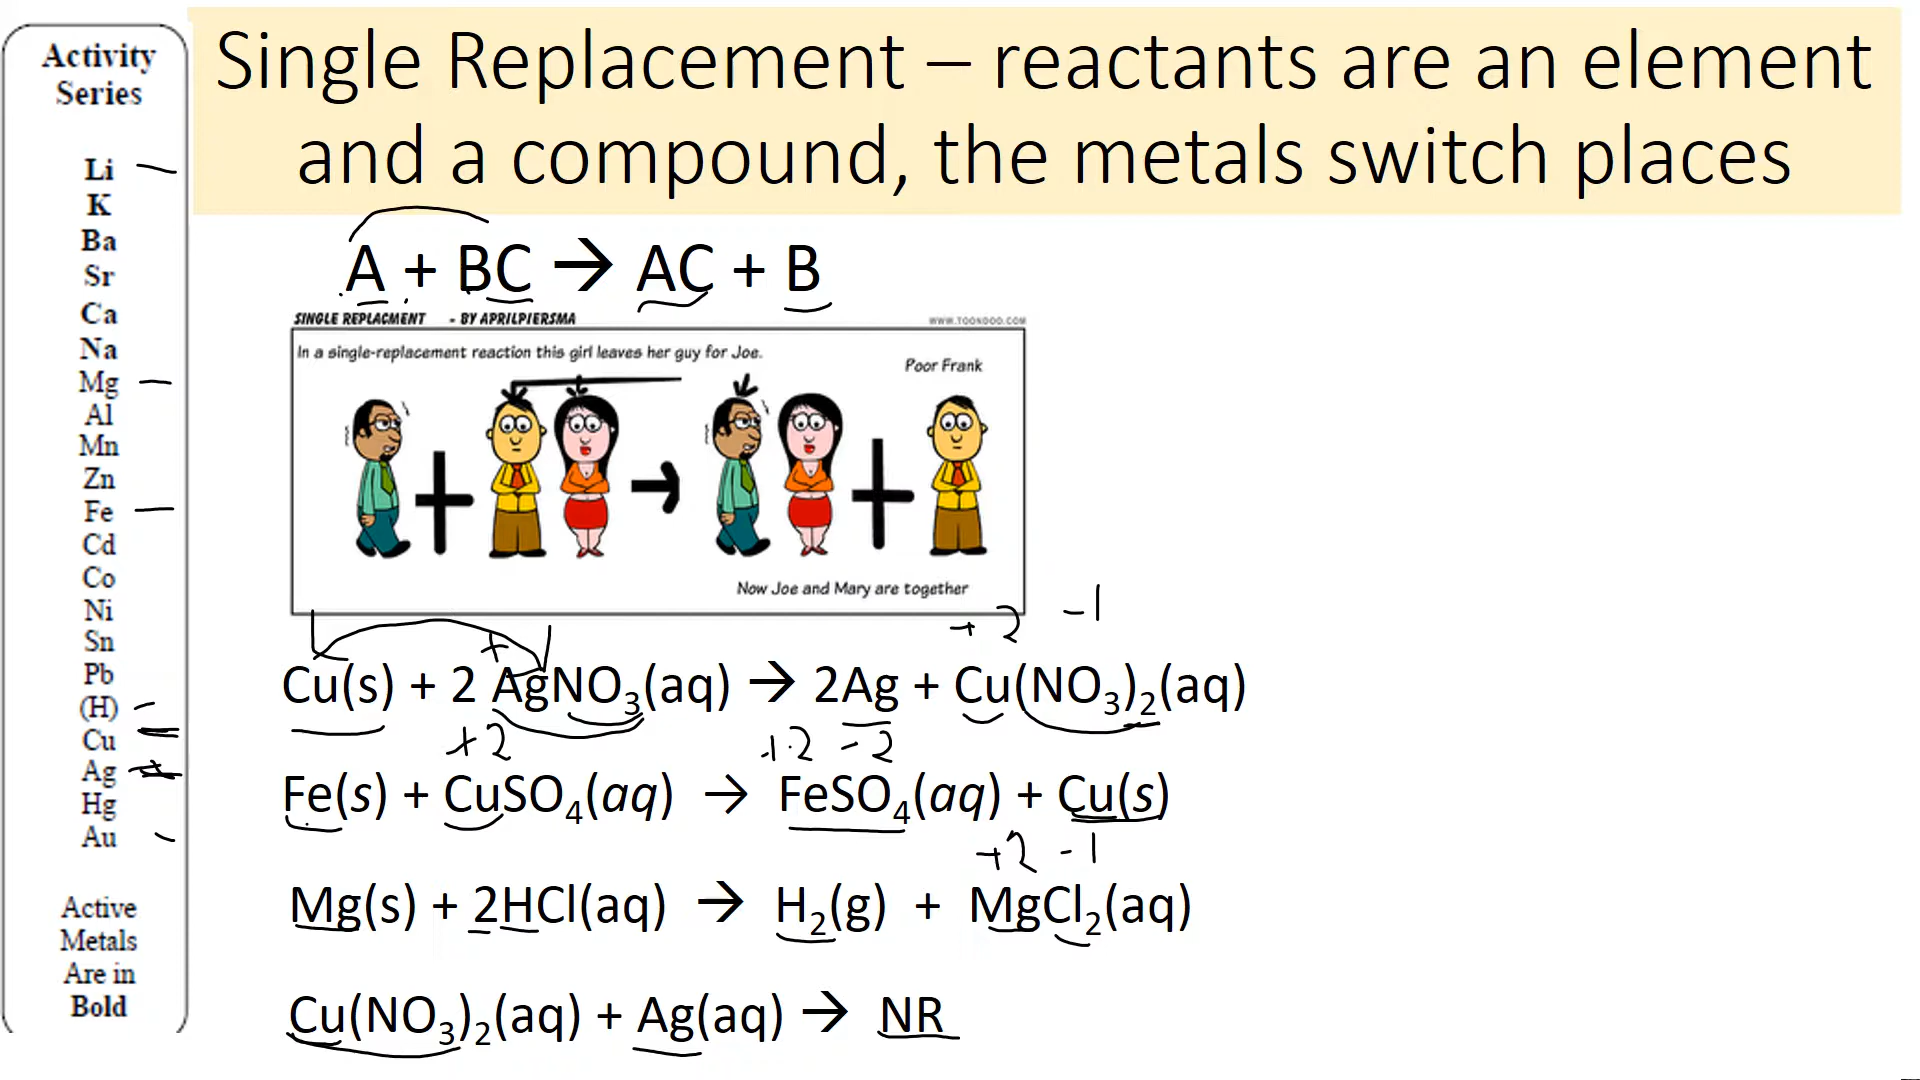 Activity
Series
Li
K
Ba
Sr
Ca
Na
Mg
Al
Mn
Zn
Fe
Cd
Co
Ni
Sn
Pb
(H)
Cu
Ag
Hg
Au
Active
Metals
Are in
Bold
Single Replacement – reactants are an element
and a compound, the metals switch places
A + BC → AC + B
SINGLE REPLACMENT - BY APRILPIERSMA WWW.TOONDOO.COM
In a single-replacement reaction this girl leaves her guy for Joe.
Poor Frank
+ → +
Now Joe and Mary are together
+ +2 -1
Cu(s) + 2 AgNO₃(aq) → 2Ag + Cu(NO₃)₂(aq)
+2 +2 -2
Fe(s) + CuSO₄(aq) → FeSO₄(aq) + Cu(s)
+2 -1
Mg(s) + 2HCl(aq) → H₂(g) + MgCl₂(aq)
Cu(NO₃)₂(aq) + Ag(aq) → NR